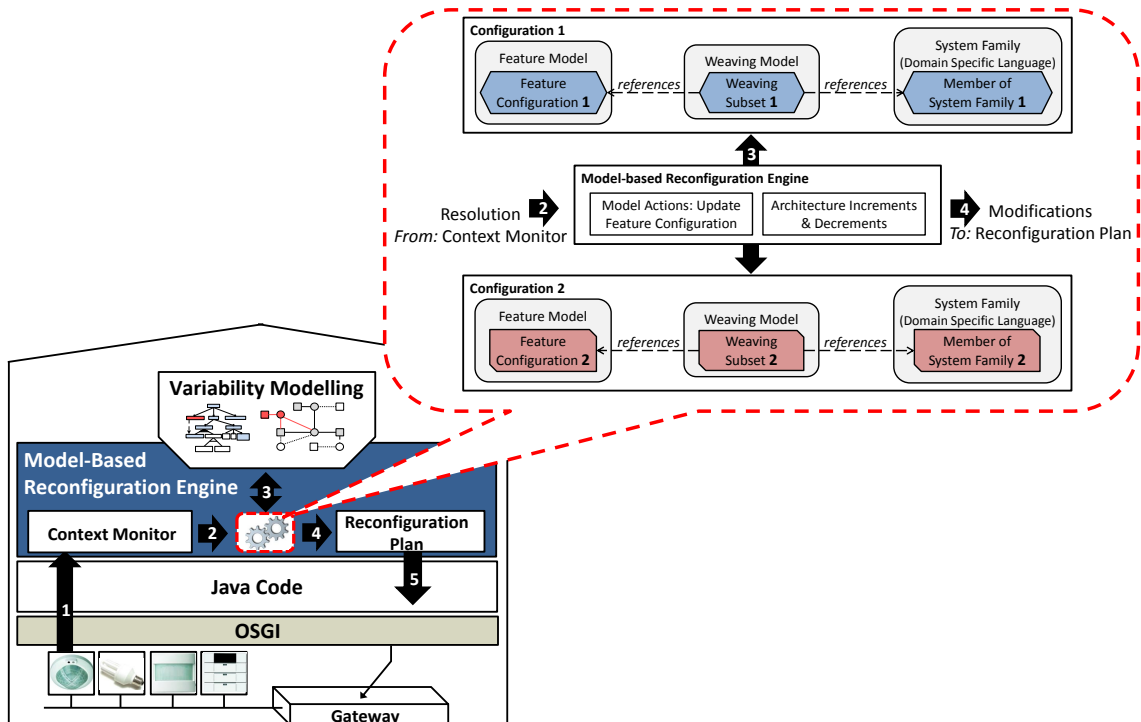 Configuration 1
Feature Model
Feature
Configuration 1
references
Weaving Model
Weaving
Subset 1
references
System Family
(Domain Specific Language)
Member of
System Family 1
3
Model-based Reconfiguration Engine
Resolution
From: Context Monitor
2
Model Actions: Update
Feature Configuration
Architecture Increments
& Decrements
4
Modifications
To: Reconfiguration Plan
Configuration 2
Feature Model
Feature
Configuration 2
references
Weaving Model
Weaving
Subset 2
references
System Family
(Domain Specific Language)
Member of
System Family 2
Variability Modelling
Model-Based
Reconfiguration Engine
3
Context Monitor
2
4
Reconfiguration
Plan
5
Java Code
1
OSGI
Gateway